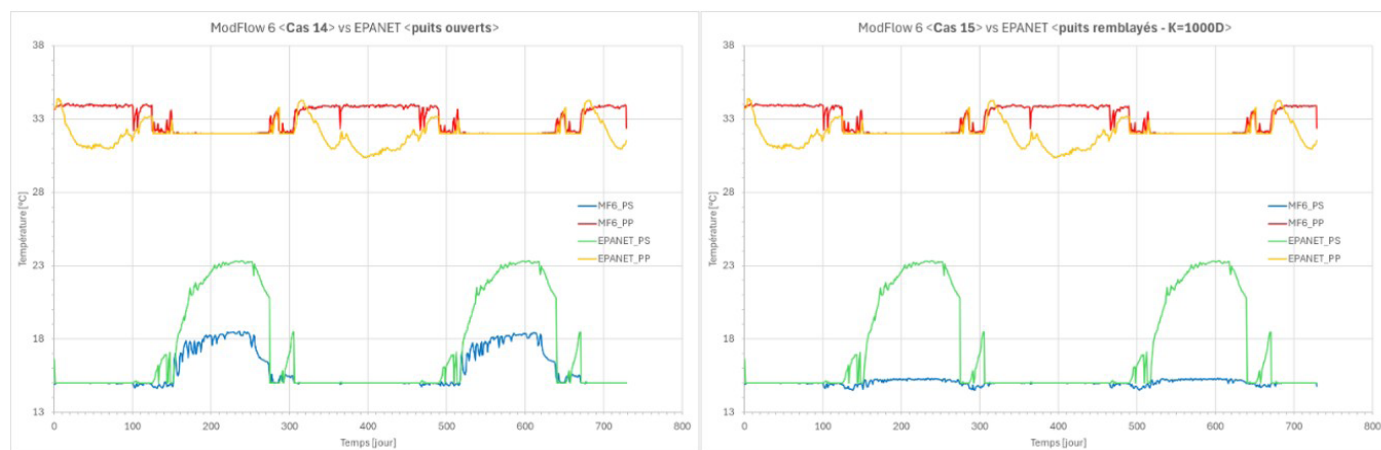 ModFlow 6 <Cas 14> vs EPANET <puits ouverts>
38
33
28
23
18
13
Température [°C]
MF6_PS
MF6_PP
EPANET_PS
EPANET_PP
0
100
200
300
400
500
600
700
800
Temps [jour]
ModFlow 6 <Cas 15> vs EPANET <puits remblayés - K=1000D>
38
33
28
23
18
13
Température [°C]
MF6_PS
MF6_PP
EPANET_PS
EPANET_PP
0
100
200
300
400
500
600
700
800
Temps [jour]